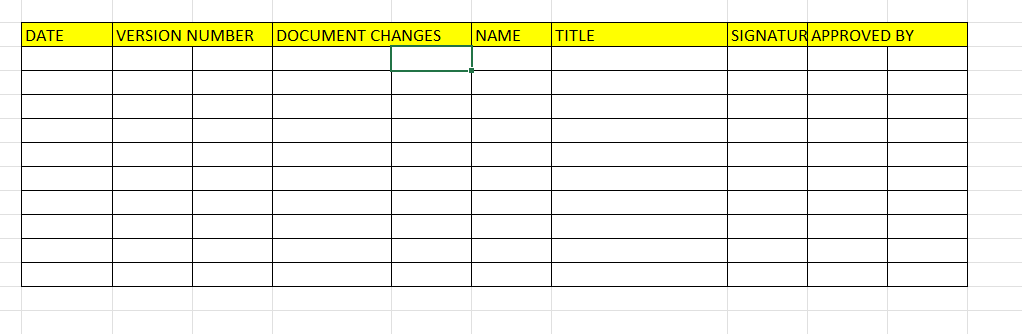 DATE VERSION NUMBER DOCUMENT CHANGES NAME TITLE SIGNATUR APPROVED BY